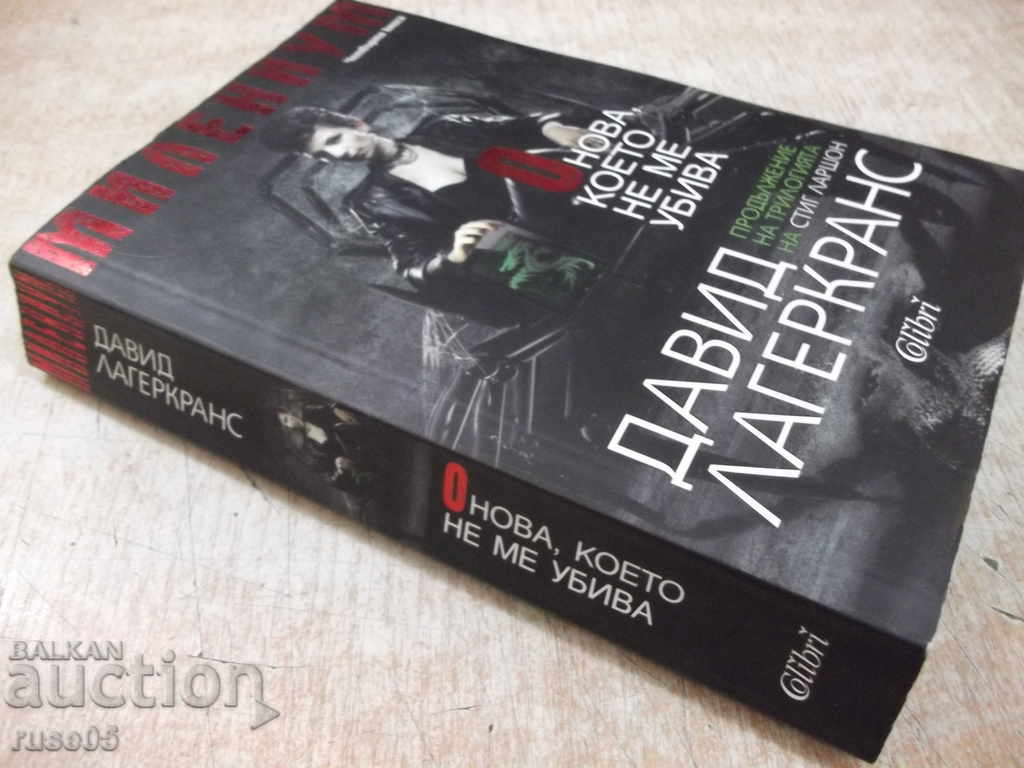 МИЛЕНИУМ
ОНОВА,
КОЕТО
НЕ МЕ
УБИВА
ПРОДЪЛЖЕНИЕ
НА ТРИЛОГИЯТА
НА СТИГ ЛАРШОН
ДАВИД
ЛАГЕРКРАНС
Colibri
ДАВИД
ЛАГЕРКРАНС
ОНОВА, КОЕТО
НЕ МЕ УБИВА
Colibri
BALKAN
auction
ruso05